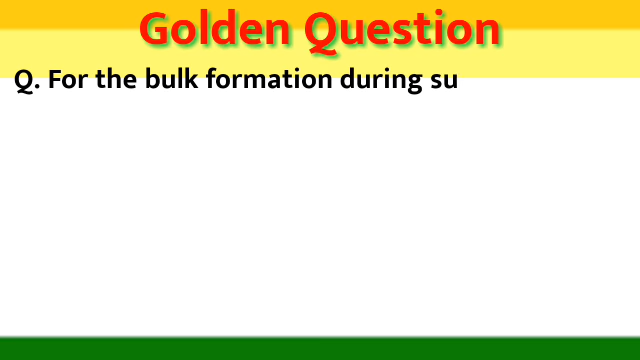 Golden Question
Q. For the bulk formation during su